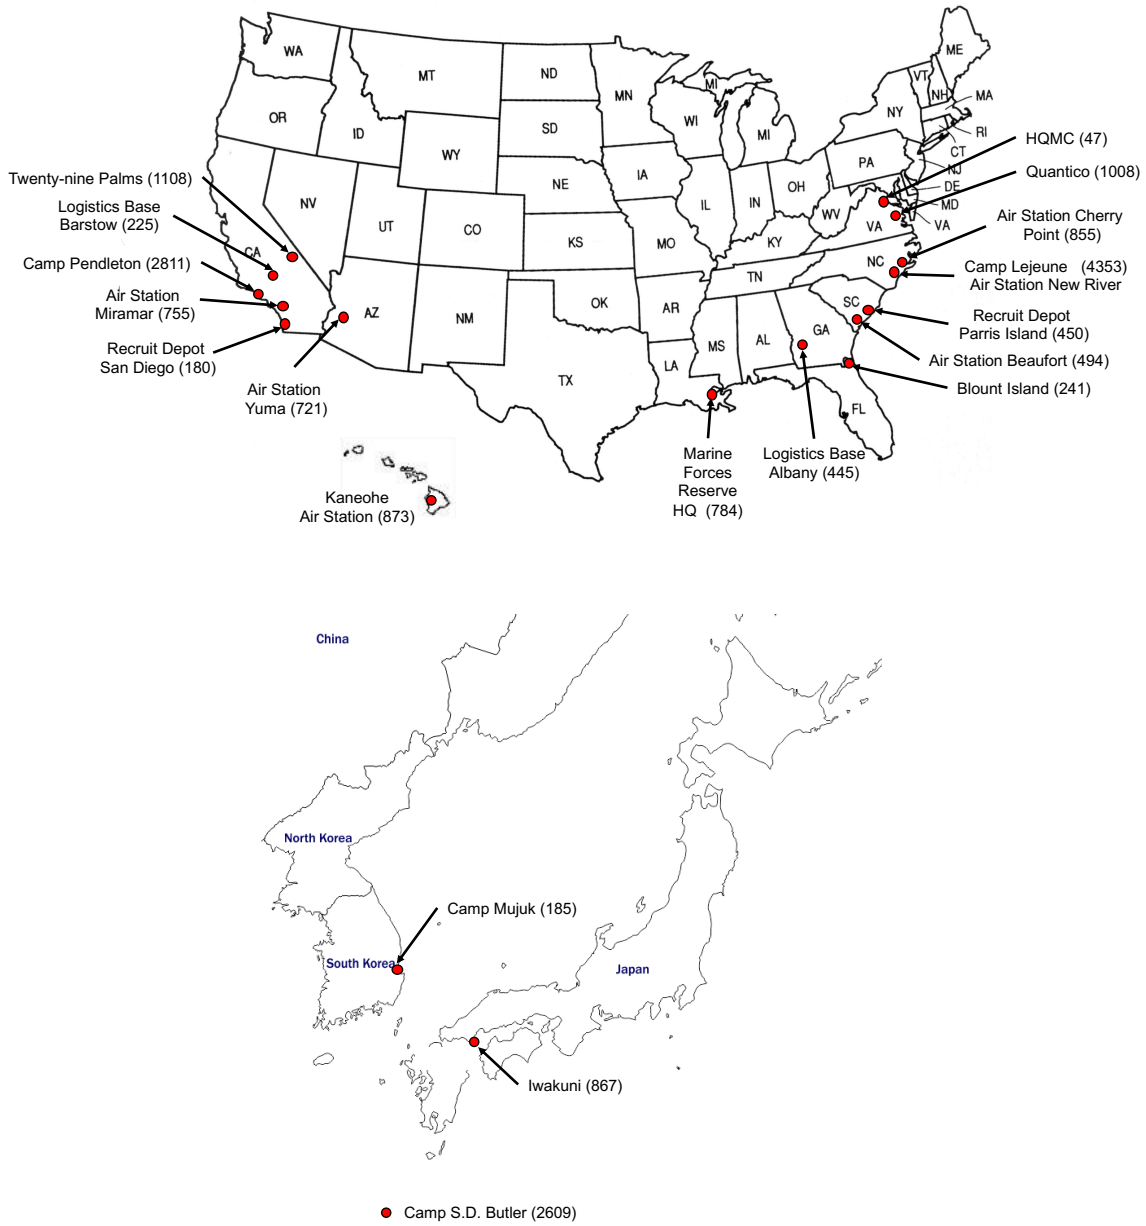 WA
MT
ND
MN
OR
ID
SD
WI
MI
MI
WY
NE
IA
NV
UT
CO
CA
IL
IN
OH
PA
NY
VT
NH
ME
MA
RI
CT
NJ
DE
MD
VA
WV
VA
KY
KS
MO
TN
NC
SC
GA
AL
MS
AR
LA
OK
TX
NM
AZ
FL
Twenty-nine Palms (1108)
Logistics Base
Barstow (225)
Camp Pendleton (2811)
Air Station
Miramar (755)
Recruit Depot
San Diego (180)
Air Station
Yuma (721)
Kaneohe
Air Station (873)
Marine
Forces
Reserve
HQ (784)
Logistics Base
Albany (445)
HQMC (47)
Quantico (1008)
Air Station Cherry
Point (855)
Camp Lejeune (4353)
Air Station New River
Recruit Depot
Parris Island (450)
Air Station Beaufort (494)
Blount Island (241)
China
North Korea
Camp Mujuk (185)
South Korea
Japan
Iwakuni (867)
Camp S.D. Butler (2609)